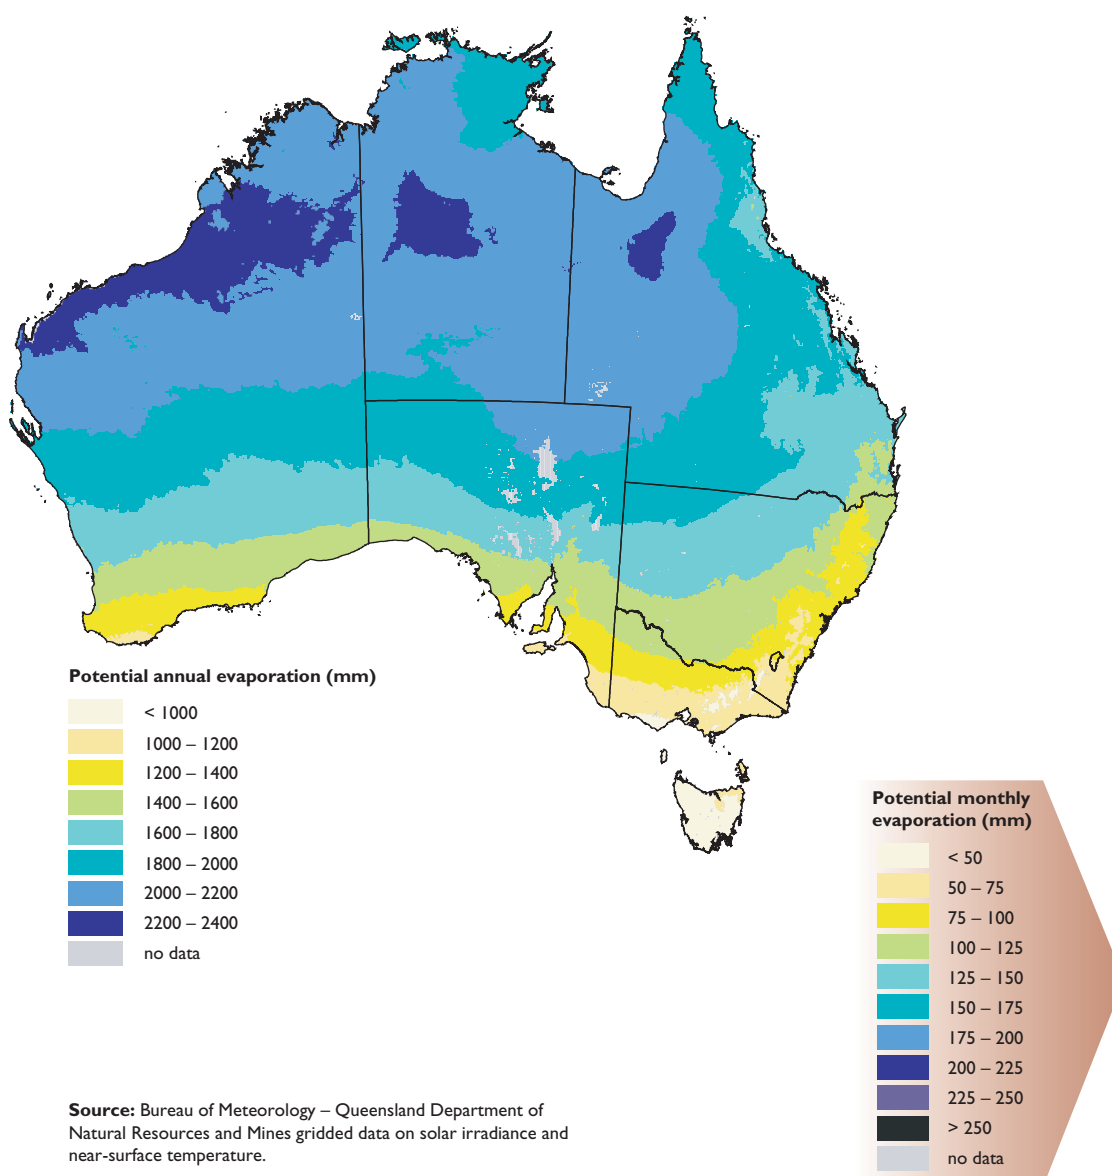 Potential annual evaporation (mm)
< 1000
1000 – 1200
1200 – 1400
1400 – 1600
1600 – 1800
1800 – 2000
2000 – 2200
2200 – 2400
no data
Potential monthly
evaporation (mm)
< 50
50 – 75
75 – 100
100 – 125
125 – 150
150 – 175
175 – 200
200 – 225
225 – 250
> 250
no data
Source: Bureau of Meteorology – Queensland Department of
Natural Resources and Mines gridded data on solar irradiance and
near-surface temperature.